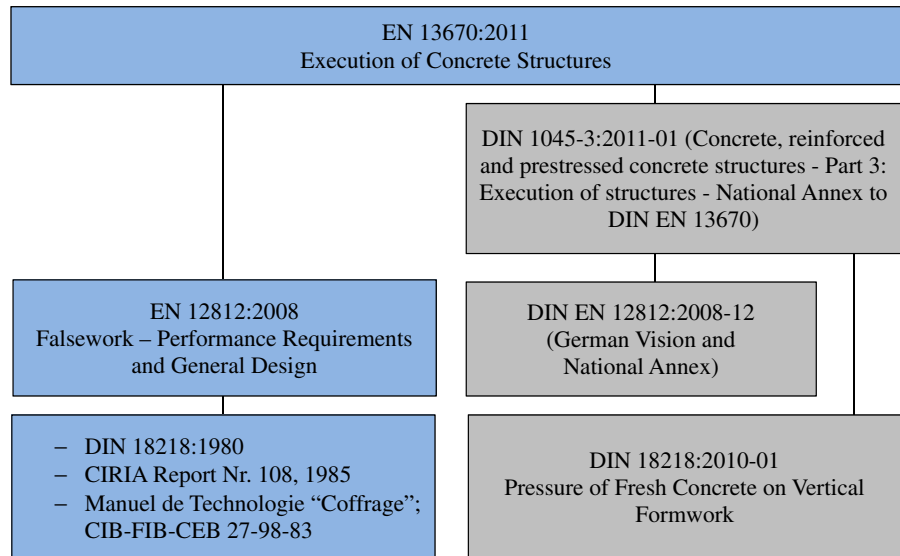 EN 13670:2011
Execution of Concrete Structures
DIN 1045-3:2011-01 (Concrete, reinforced
and prestressed concrete structures - Part 3:
Execution of structures - National Annex to
DIN EN 13670)
EN 12812:2008
Falsework – Performance Requirements
and General Design
DIN EN 12812:2008-12
(German Vision and
National Annex)
– DIN 18218:1980
– CIRIA Report Nr. 108, 1985
– Manuel de Technologie “Coffrage”;
CIB-FIB-CEB 27-98-83
DIN 18218:2010-01
Pressure of Fresh Concrete on Vertical
Formwork